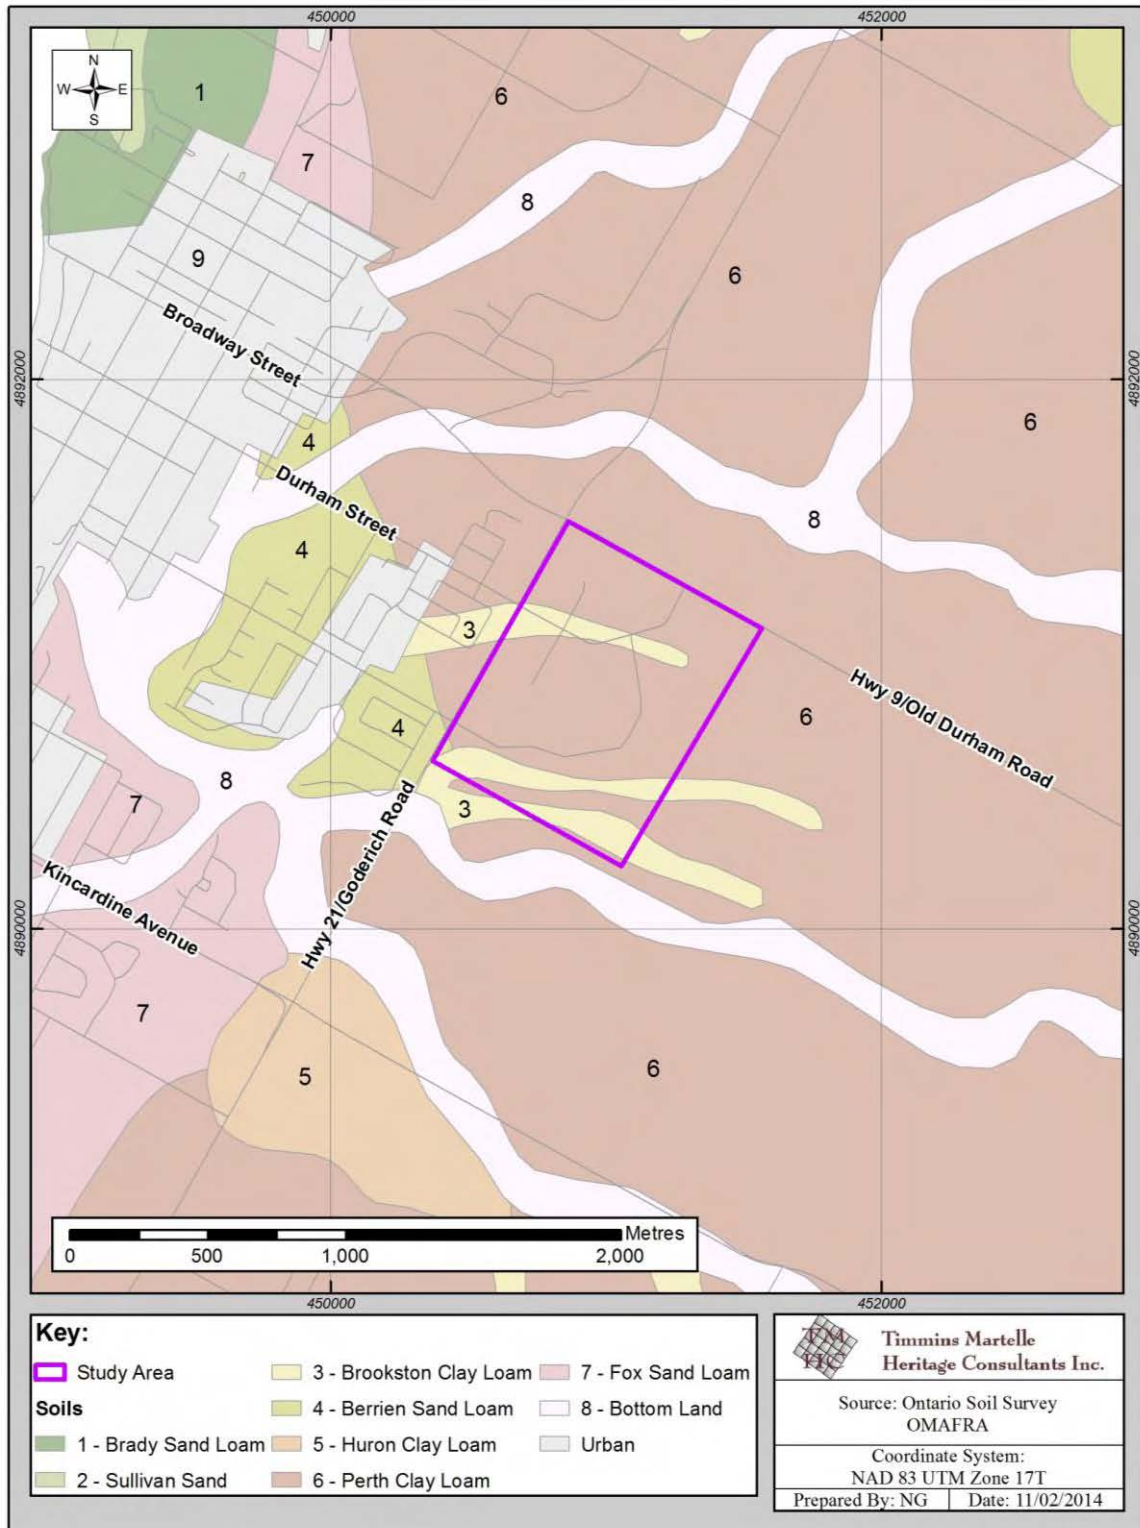 450000
452000
N
W
E
S
1
6
7
8
9
6
Broadway Street
4892000
4892000
6
4
Durham Street
8
4
3
Hwy 9/Old Durham Road
6
4
8
3
7
Hwy 21/Goderich Road
Kincardine Avenue
4890000
4890000
7
6
5
Metres
0
500
1,000
2,000
450000
452000
Key:
Study Area
Soils
1 - Brady Sand Loam
2 - Sullivan Sand
3 - Brookston Clay Loam
4 - Berrien Sand Loam
5 - Huron Clay Loam
6 - Perth Clay Loam
7 - Fox Sand Loam
8 - Bottom Land
Urban
TM
HC
Timmins Martelle
Heritage Consultants Inc.
Source: Ontario Soil Survey
OMAFRA
Coordinate System:
NAD 83 UTM Zone 17T
Prepared By: NG
Date: 11/02/2014